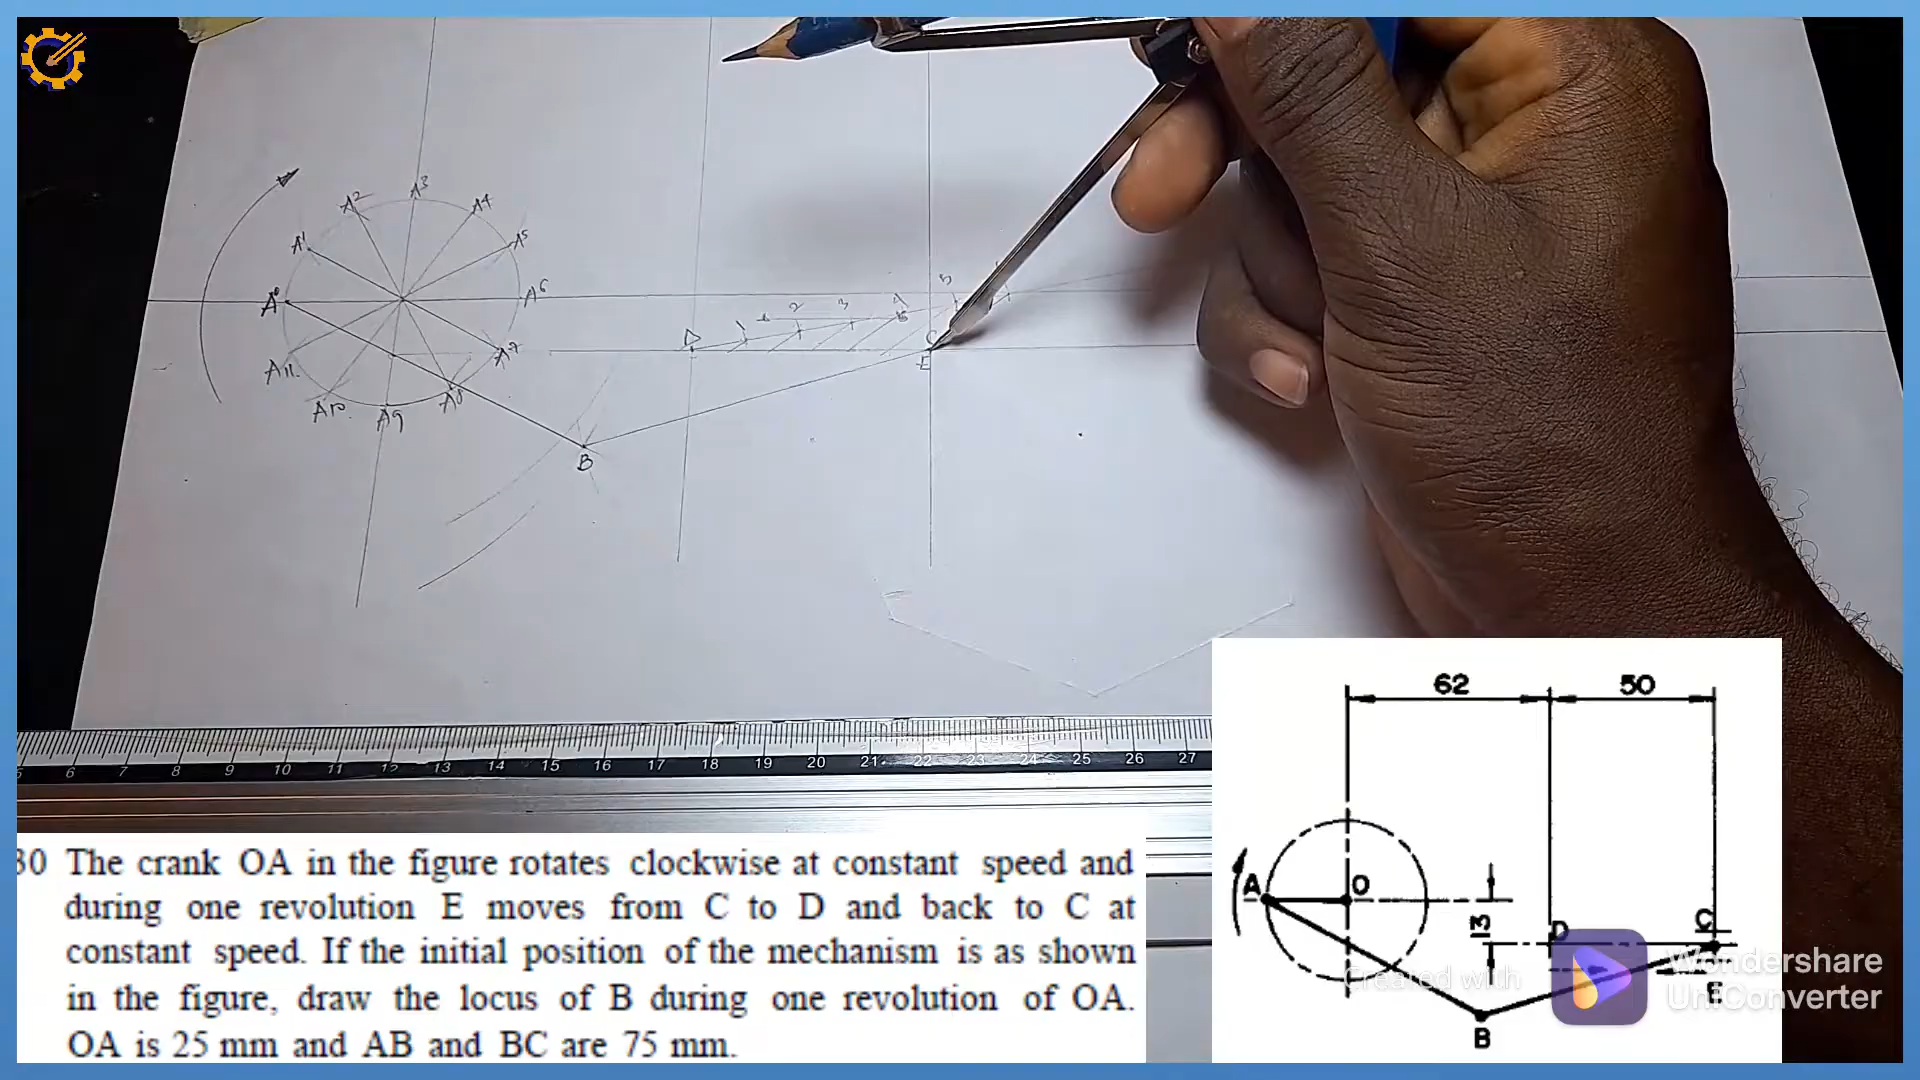 A3
A2
A4
A1
A5
A6
A
A7
A11
A10
A9
A8
B
D
1
2
3
4
5
C
E
6 7 8 9 10 11 12 13 14 15 16 17 18 19 20 21 22 23 24 25 26 27
30 The crank OA in the figure rotates clockwise at constant speed and
during one revolution E moves from C to D and back to C at
constant speed. If the initial position of the mechanism is as shown
in the figure, draw the locus of B during one revolution of OA.
OA is 25 mm and AB and BC are 75 mm.
62 50
A O
13
D C
E
B
Created with
Wondershare
UniConverter